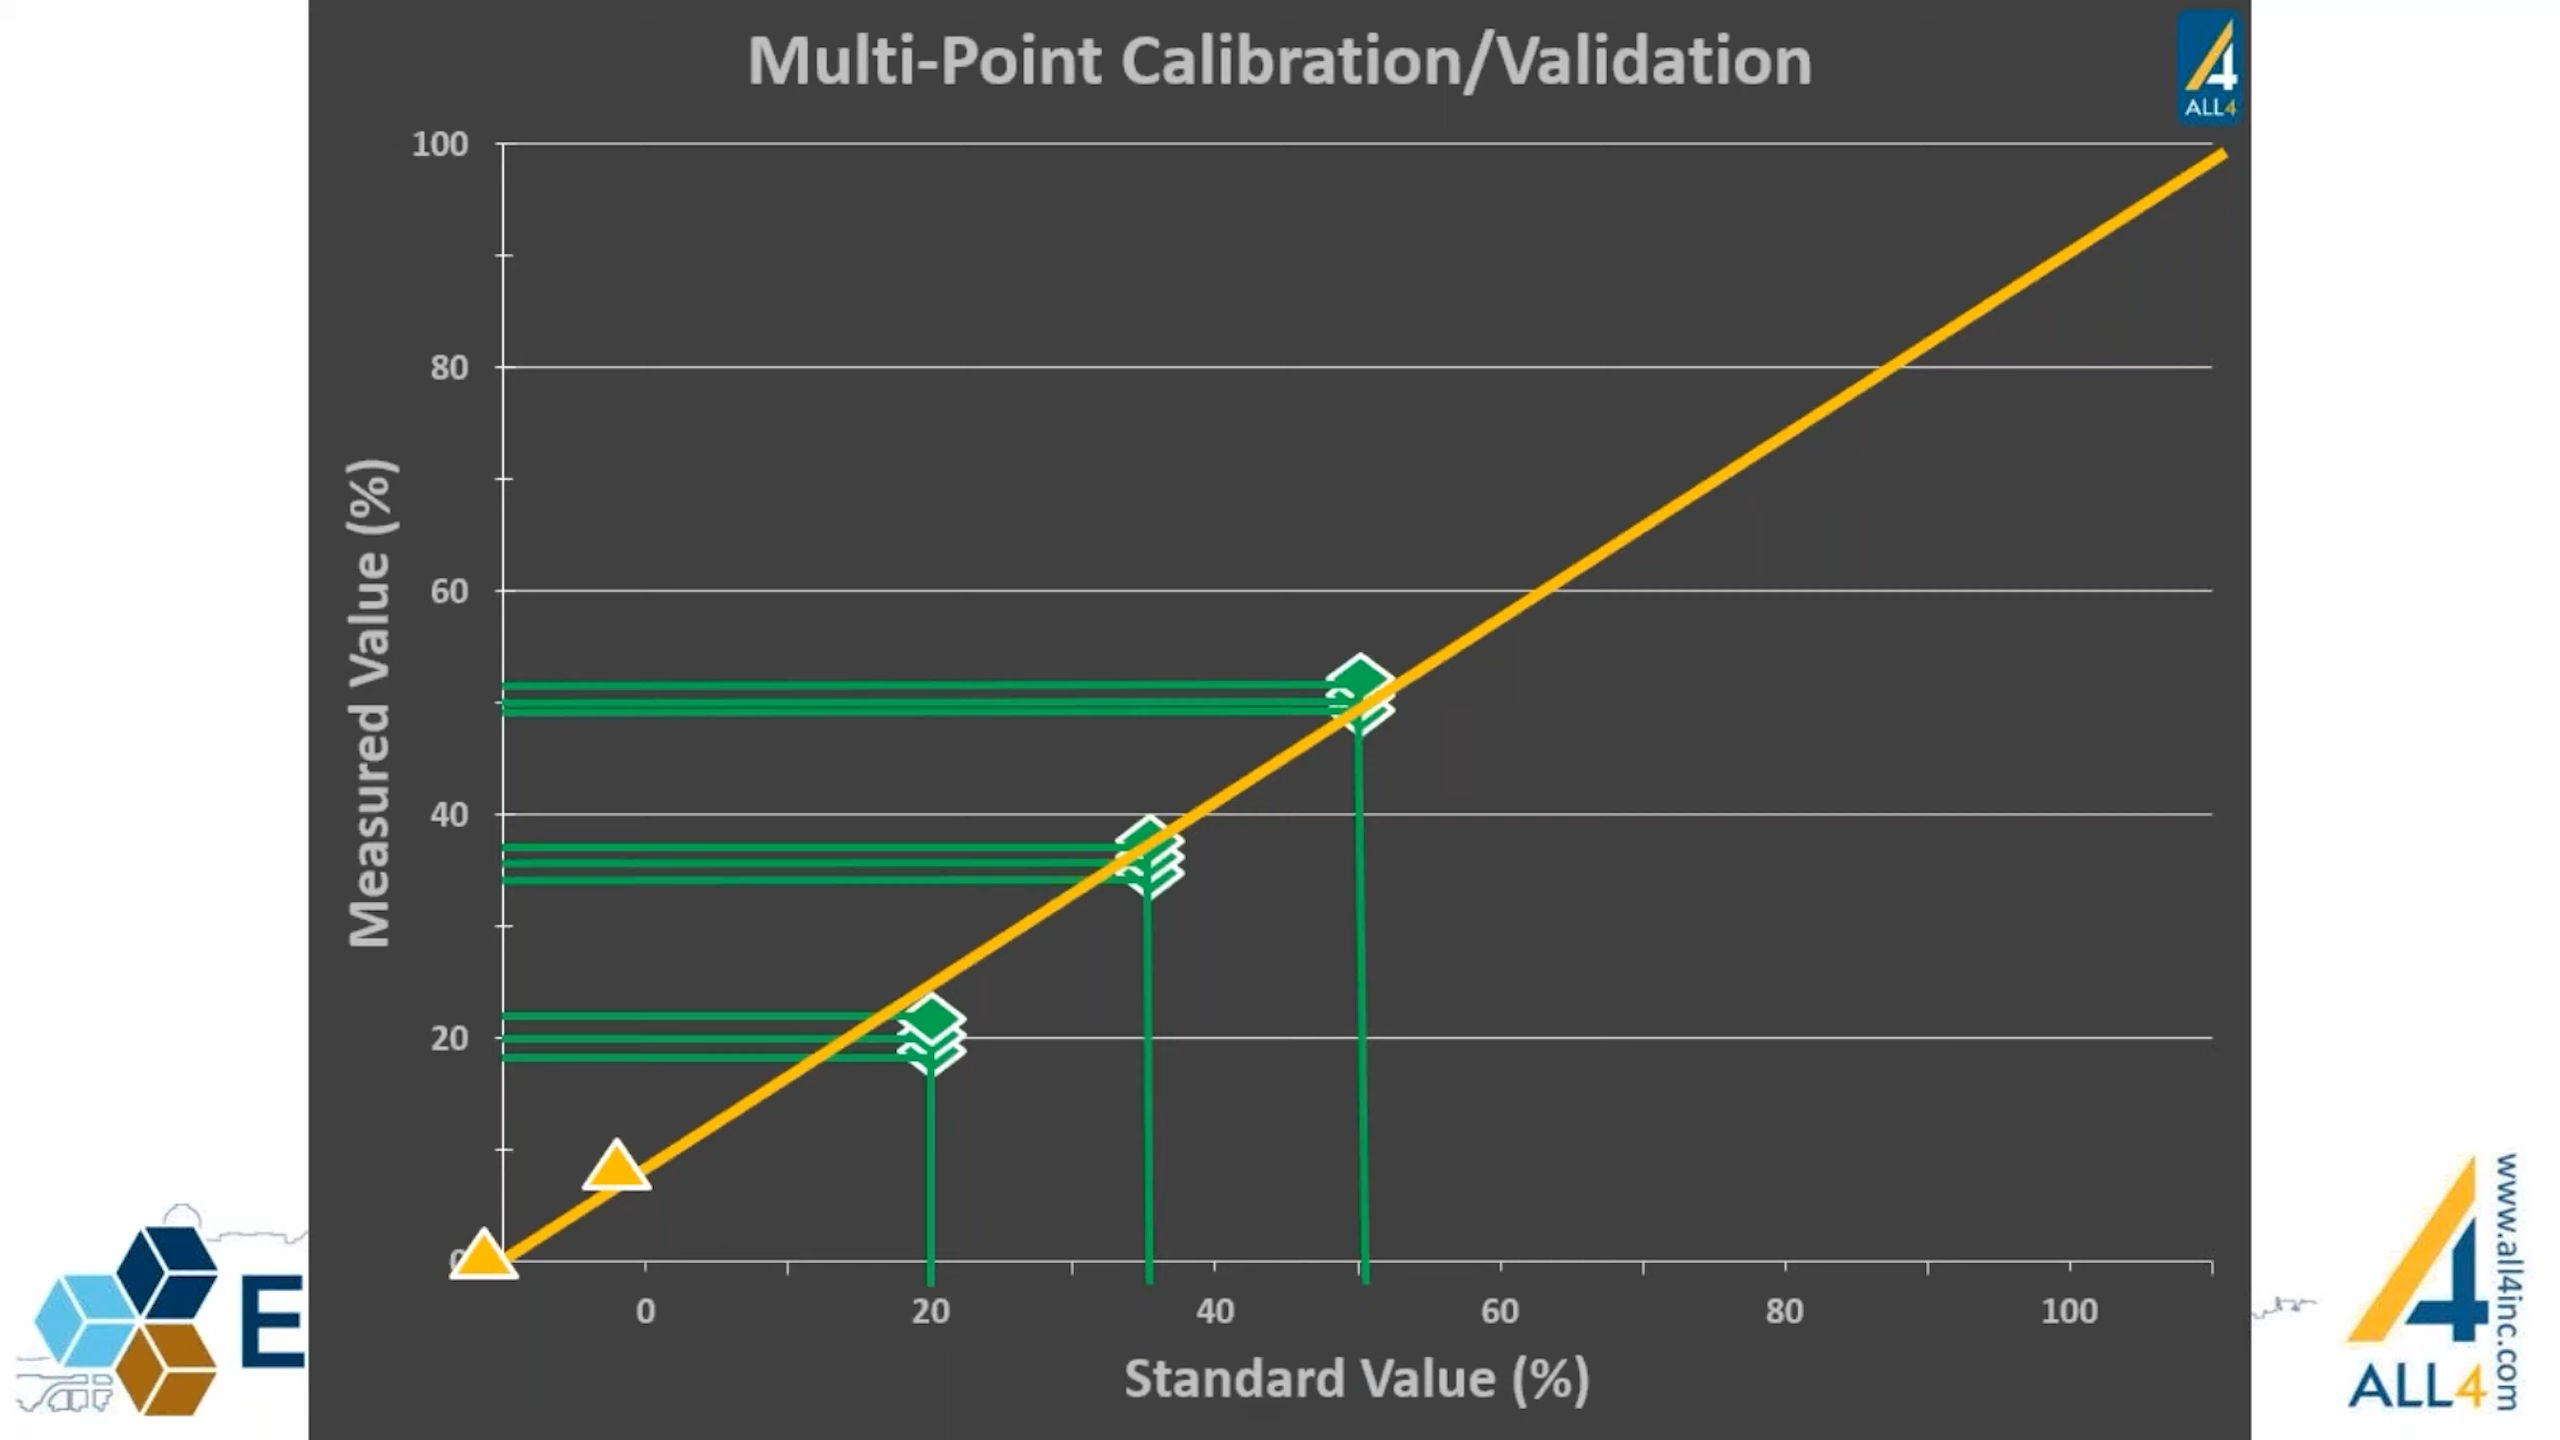 Multi-Point Calibration/Validation
ALL4
100
80
60
40
20
0
Measured Value (%)
0 20 40 60 80 100
Standard Value (%)
E
www.all4inc.com
ALL4